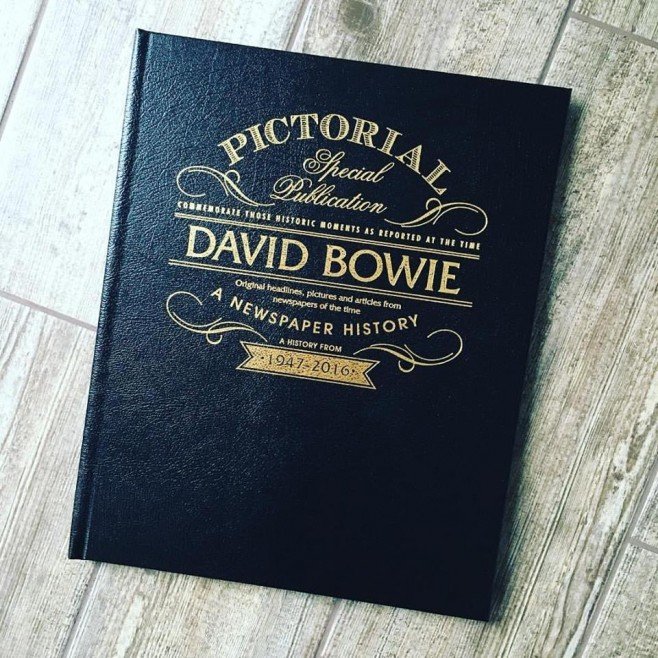 PICTORIAL
Special
Publication
COMMEMORATE THOSE HISTORIC MOMENTS AS REPORTED AT THE TIME
DAVID BOWIE
Original headlines, pictures and articles from
newspapers of the time
A NEWSPAPER HISTORY
A HISTORY FROM
·1947-2016·